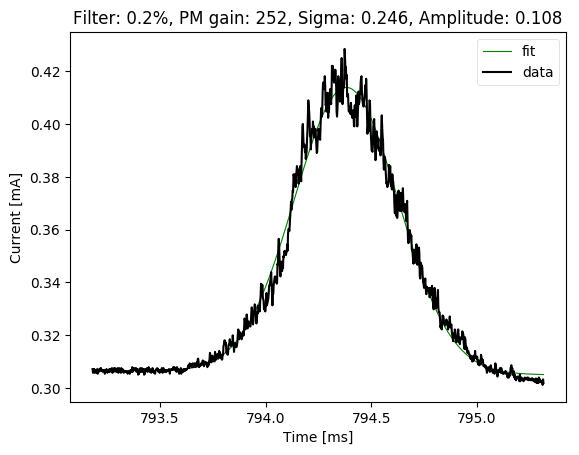 Filter: 0.2%, PM gain: 252, Sigma: 0.246, Amplitude: 0.108
fit
data
0.42
0.40
0.38
0.36
0.34
0.32
0.30
Current [mA]
793.5
794.0
794.5
795.0
Time [ms]